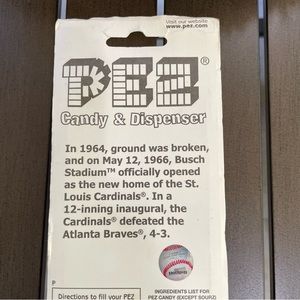 Visit our website
www.pez.com
PEZ®
Candy & Dispenser
In 1964, ground was broken,
and on May 12, 1966, Busch
Stadium™ officially opened
as the new home of the St.
Louis Cardinals®. In a
12-inning inaugural, the
Cardinals® defeated the
Atlanta Braves®, 4-3.
P
Directions to fill your PEZ
INGREDIENTS LIST FOR
PEZ CANDY (EXCEPT SOURZ)